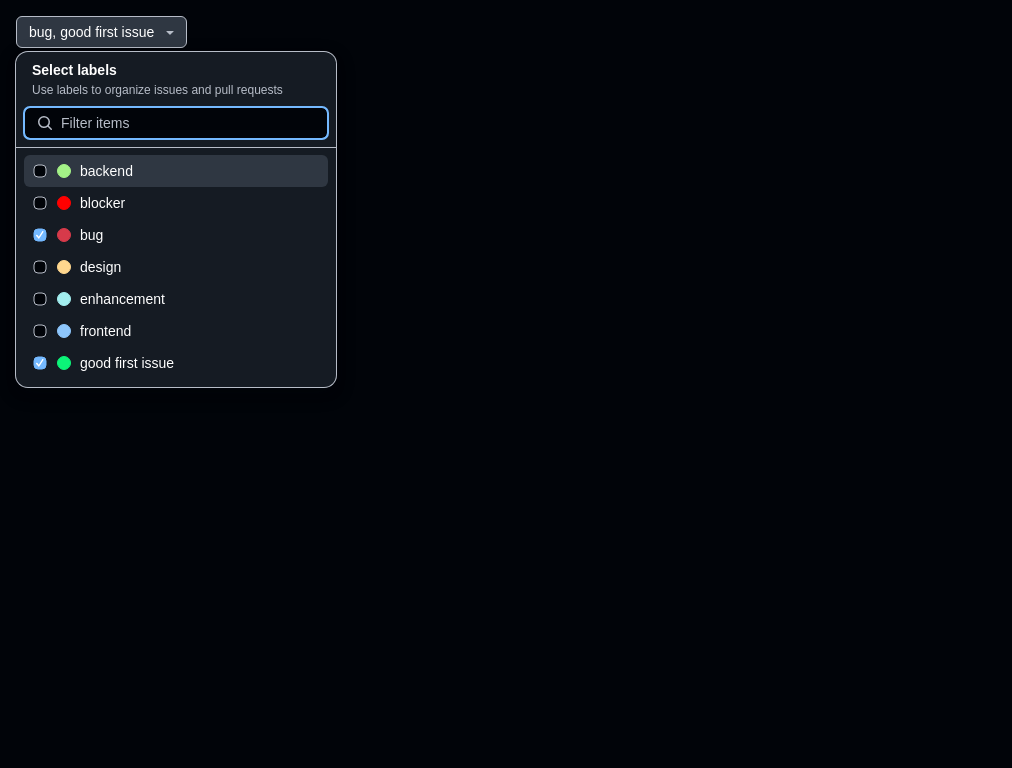 bug, good first issue
Select labels
Use labels to organize issues and pull requests
Filter items
backend
blocker
bug
design
enhancement
frontend
good first issue